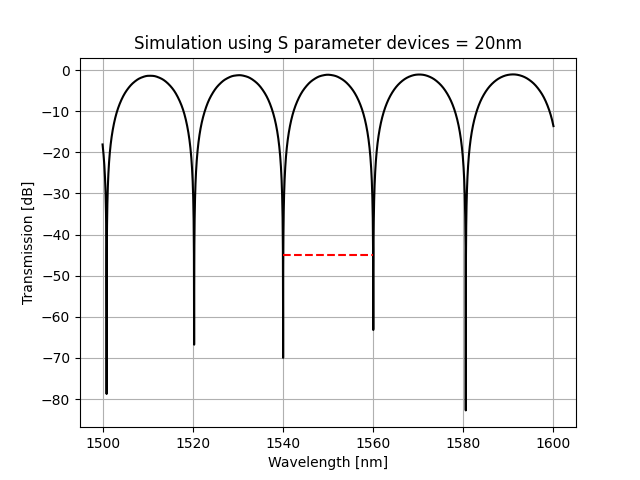 Simulation using S parameter devices = 20nm
0
−10
−20
−30
−40
−50
−60
−70
−80
Transmission [dB]
1500 1520 1540 1560 1580 1600
Wavelength [nm]